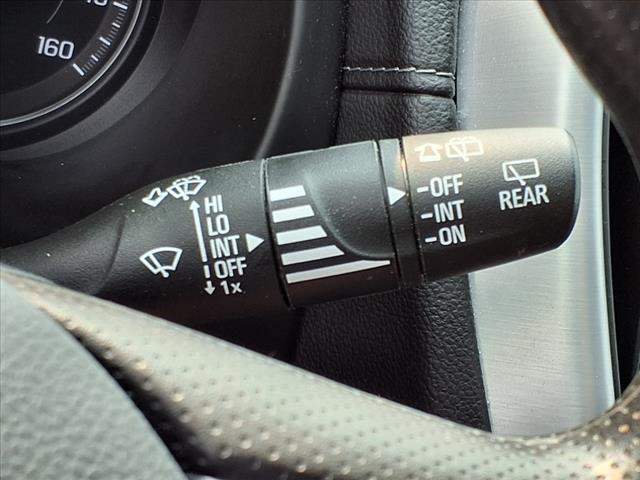 160
HI
LO
INT
OFF
1x
-OFF
-INT
-ON
REAR